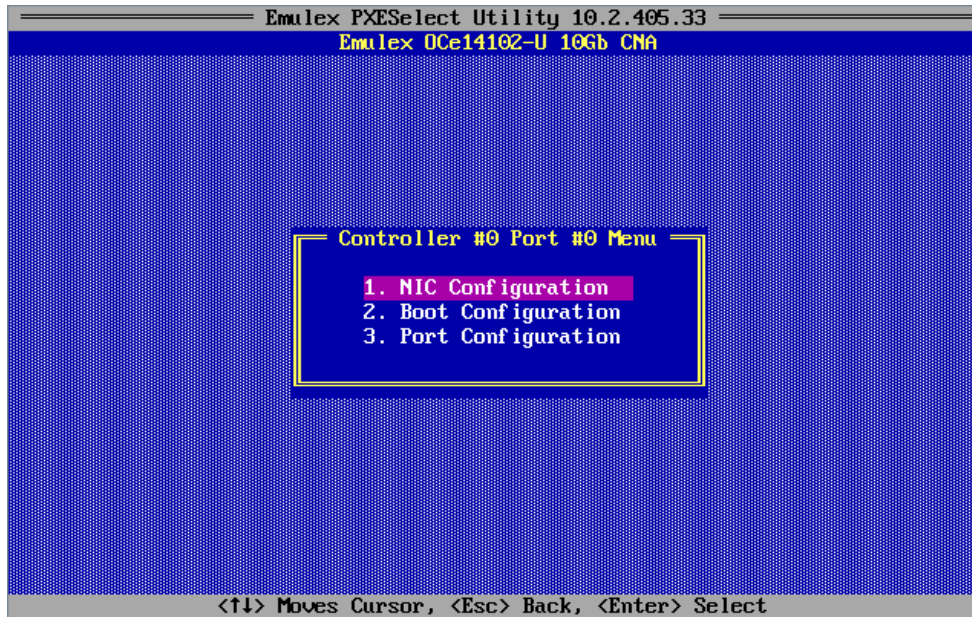 Emulex PXESelect Utility 10.2.405.33
Emulex OCe14102-U 10Gb CNA
Controller #0 Port #0 Menu
1. NIC Configuration
2. Boot Configuration
3. Port Configuration
<↑↓> Moves Cursor, <Esc> Back, <Enter> Select